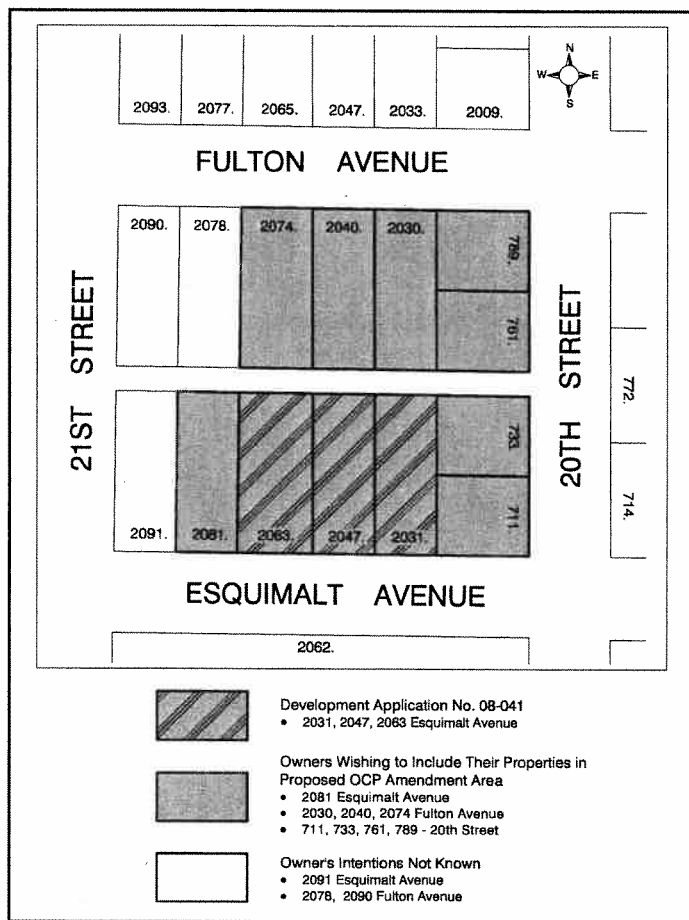 N
W E
S
2093. 2077. 2065. 2047. 2033. 2009.
FULTON AVENUE
2090. 2078. 2074. 2040. 2030. 789.
761.
21ST STREET
20TH STREET
772.
733.
714.
2091. 2081. 2063. 2047. 2031. 711.
ESQUIMALT AVENUE
2062.
Development Application No. 08-041
• 2031, 2047, 2063 Esquimalt Avenue
Owners Wishing to Include Their Properties in
Proposed OCP Amendment Area
• 2081 Esquimalt Avenue
• 2030, 2040, 2074 Fulton Avenue
• 711, 733, 761, 789 - 20th Street
Owner's Intentions Not Known
• 2091 Esquimalt Avenue
• 2078, 2090 Fulton Avenue